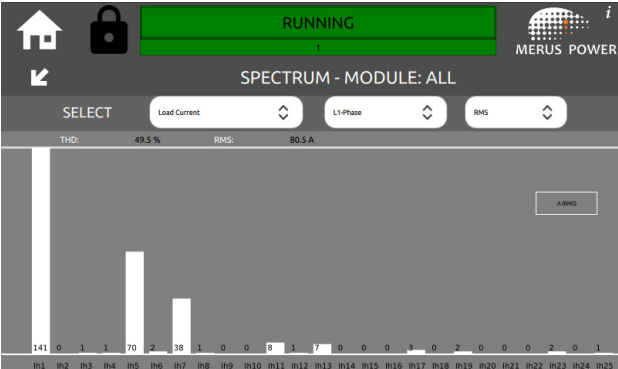 RUNNING
i
1
MERUS POWER
SPECTRUM - MODULE: ALL
SELECT Load Current L1-Phase RMS
THD: 49.5 % RMS: 80.5 A
A (RMS)
141 0 1 1 70 2 38 1 0 0 8 1 7 0 0 0 3 0 2 0 0 0 2 0 1
Ih1 Ih2 Ih3 Ih4 Ih5 Ih6 Ih7 Ih8 Ih9 Ih10 Ih11 Ih12 Ih13 Ih14 Ih15 Ih16 Ih17 Ih18 Ih19 Ih20 Ih21 Ih22 Ih23 Ih24 Ih25